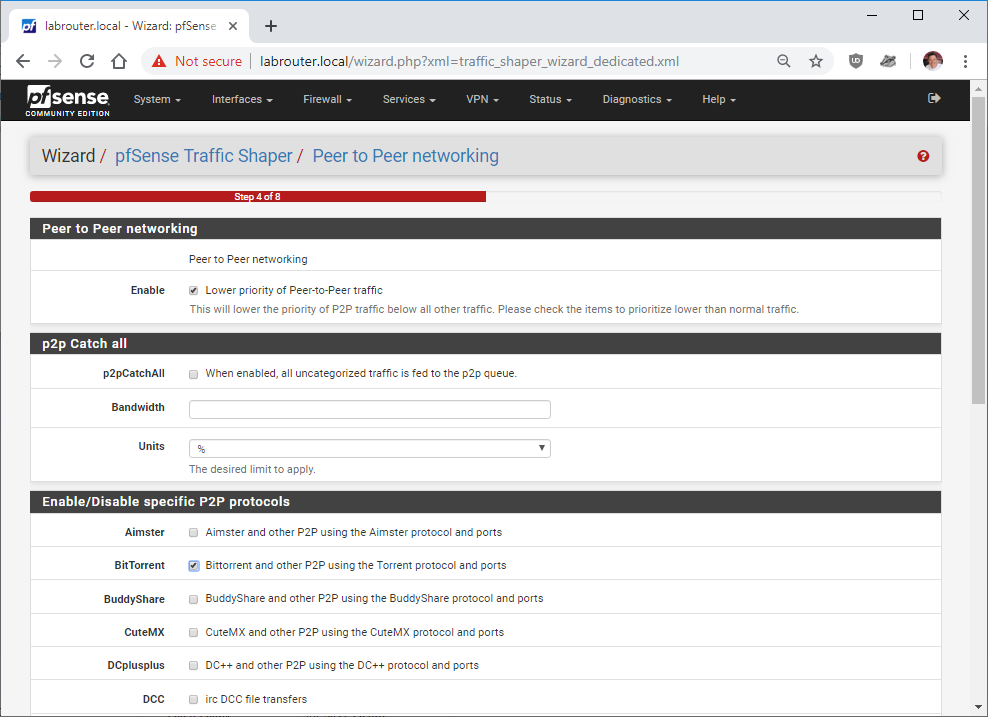 labrouter.local - Wizard: pfSense
Not secure labrouter.local/wizard.php?xml=traffic_shaper_wizard_dedicated.xml
pfsense COMMUNITY EDITION System Interfaces Firewall Services VPN Status Diagnostics Help
Wizard / pfSense Traffic Shaper / Peer to Peer networking
Step 4 of 8
Peer to Peer networking
Peer to Peer networking
Enable Lower priority of Peer-to-Peer traffic
This will lower the priority of P2P traffic below all other traffic. Please check the items to prioritize lower than normal traffic.
p2p Catch all
p2pCatchAll When enabled, all uncategorized traffic is fed to the p2p queue.
Bandwidth
Units %
The desired limit to apply.
Enable/Disable specific P2P protocols
Aimster Aimster and other P2P using the Aimster protocol and ports
BitTorrent Bittorrent and other P2P using the Torrent protocol and ports
BuddyShare BuddyShare and other P2P using the BuddyShare protocol and ports
CuteMX CuteMX and other P2P using the CuteMX protocol and ports
DCplusplus DC++ and other P2P using the DC++ protocol and ports
DCC irc DCC file transfers